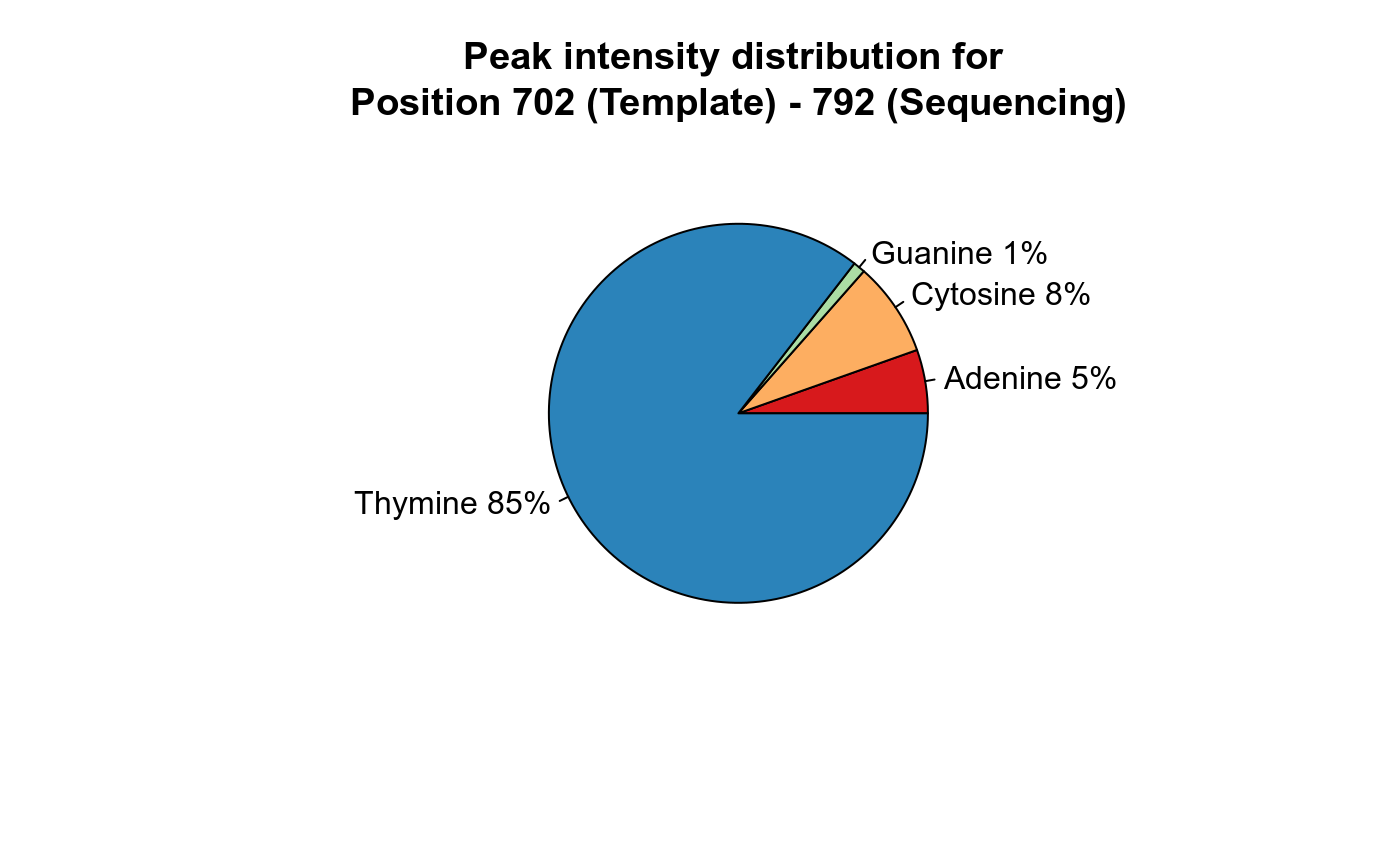 Peak intensity distribution for
Position 702 (Template) - 792 (Sequencing)
Guanine 1%
Cytosine 8%
Adenine 5%
Thymine 85%